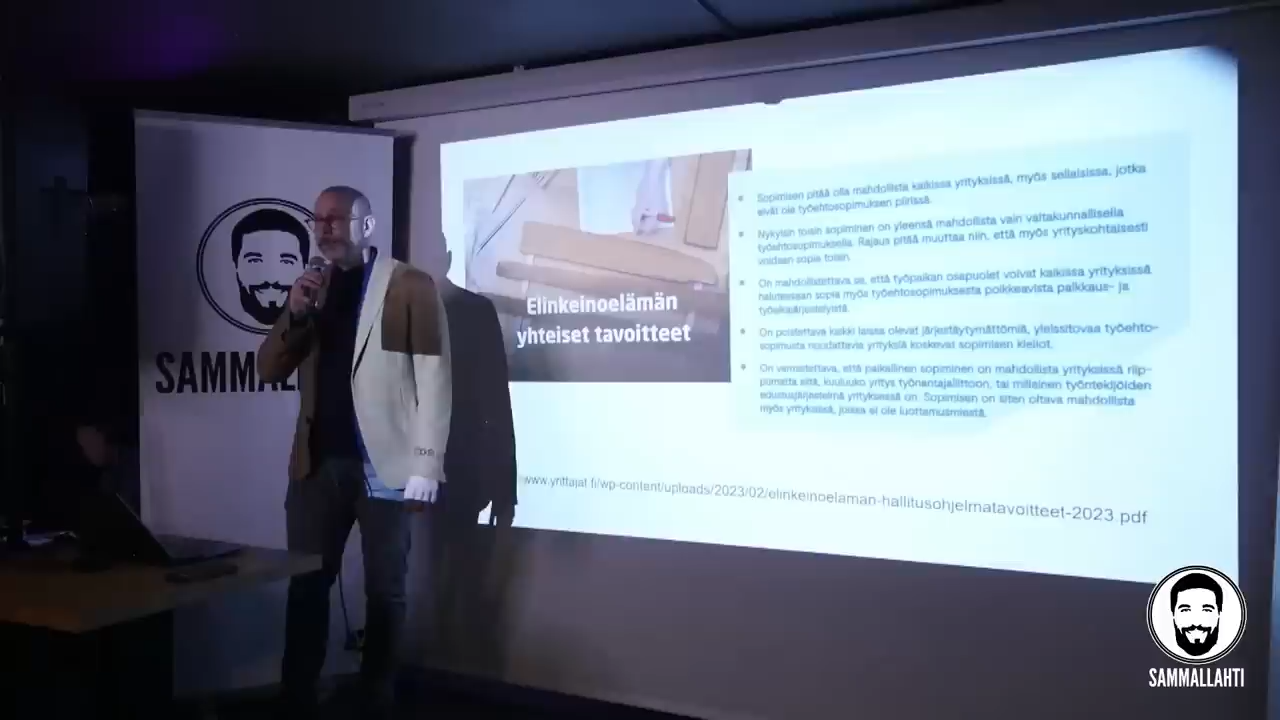 SAMMAL
Elinkeinoelämän
yhteiset tavoitteet
Sopimisen pitää olla mahdollista kaikissa yrityksissä, myös sellaisissa, jotka
eivät ole työehtosopimuksen piirissä.
Nykyisin toisin sopiminen on yleensä mahdollista vain valtakunnallisella
työehtosopimuksella. Rajaus pitää muuttaa niin, että myös yrityskohtaisesti
voidaan sopia toisin.
On mahdollistettava se, että työpaikan osapuolet voivat kaikissa yrityksissä
halutessaan sopia myös työehtosopimuksesta poikkeavista palkkaus- ja
työaikajärjestelyistä.
On poistettava kaikki laissa olevat järjestäytymättömiä, yleissitovaa työehto-
sopimusta noudattavia yrityksiä koskevat sopimisen kiellot.
On varmistettava, että paikallinen sopiminen on mahdollista yrityksissä riip-
pumatta siitä, kuuluuko yritys työnantajaliittoon, tai millainen työntekijöiden
edustusjärjestelmä yrityksessä on. Sopimisen on siten oltava mahdollista
myös yrityksissä, joissa ei ole luottamusmiestä.
www.yrittajat.fi/wp-content/uploads/2023/02/elinkeinoelaman-hallitusohjelmatavoitteet-2023.pdf
SAMMALLAHTI